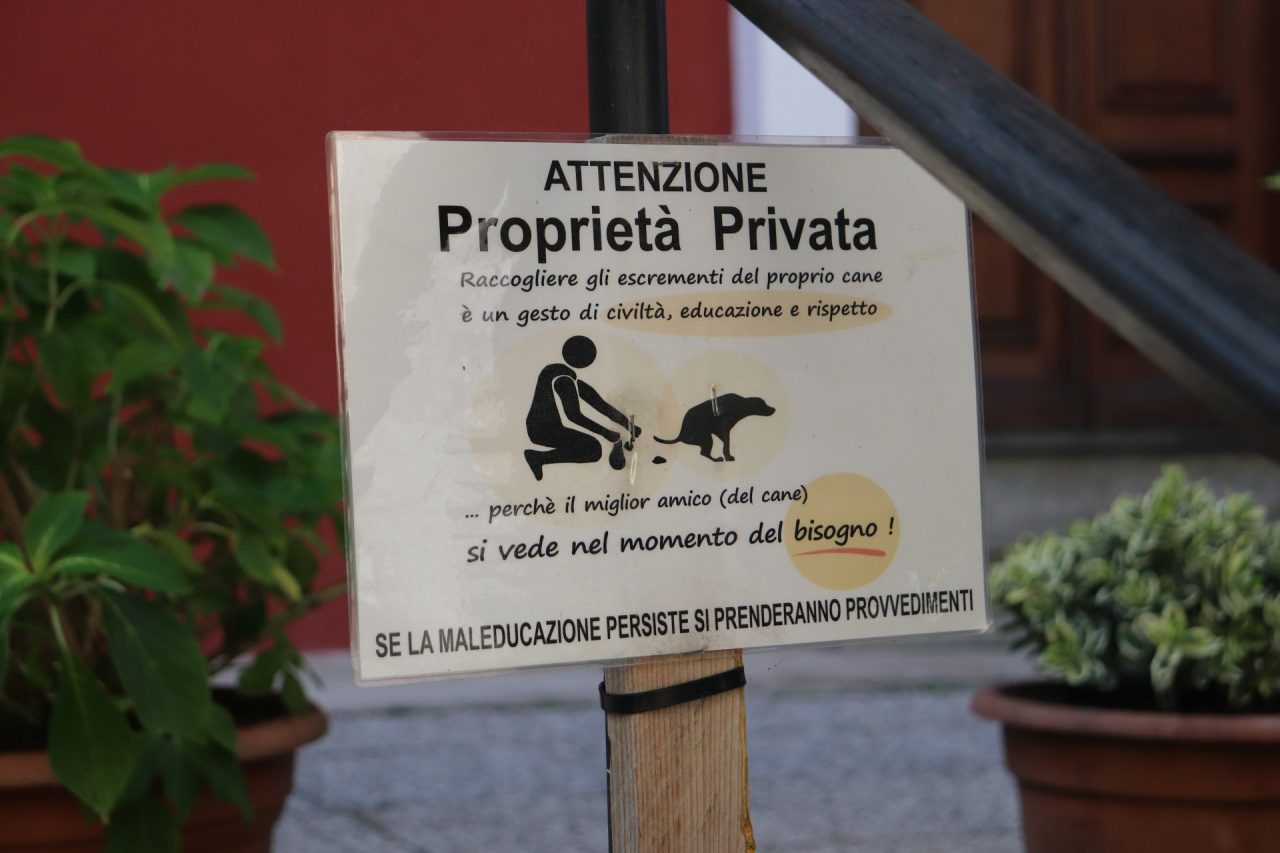 ATTENZIONE
Proprietà Privata
Raccogliere gli escrementi del proprio cane
è un gesto di civiltà, educazione e rispetto
... perchè il miglior amico (del cane)
si vede nel momento del bisogno !
SE LA MALEDUCAZIONE PERSISTE SI PRENDERANNO PROVVEDIMENTI